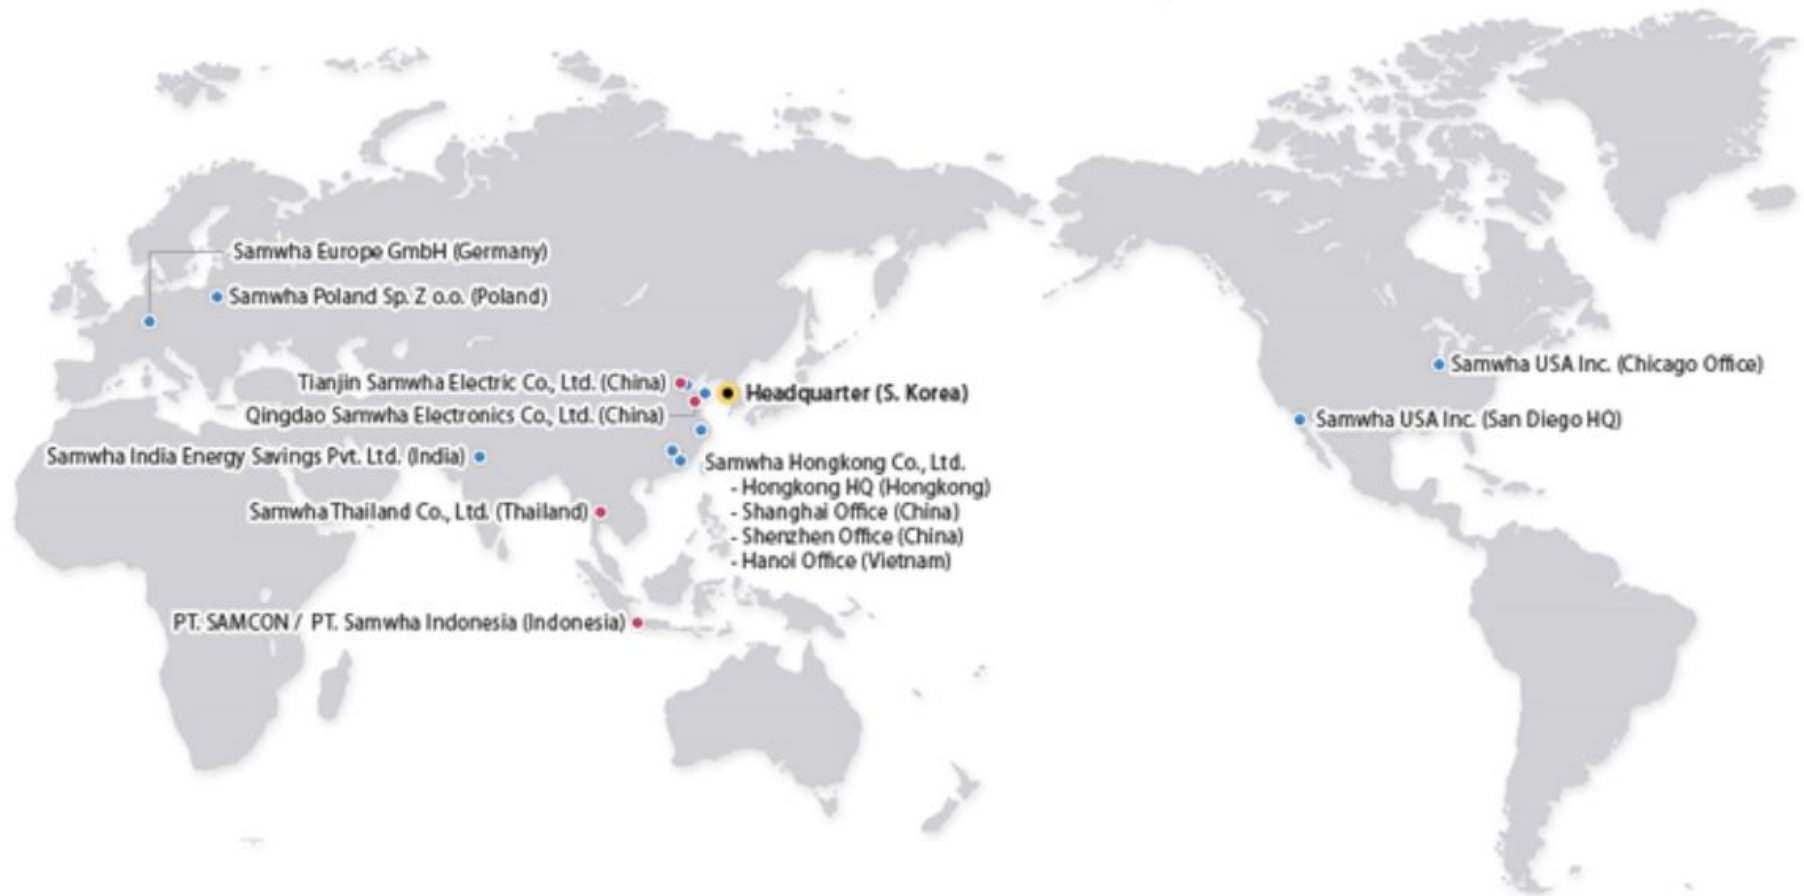 Samwha Europe GmbH (Germany)
Samwha Poland Sp. Z o.o. (Poland)
Samwha USA Inc. (Chicago Office)
Tianjin Samwha Electric Co., Ltd. (China)
Headquarter (S. Korea)
Qingdao Samwha Electronics Co., Ltd. (China)
Samwha USA Inc. (San Diego HQ)
Samwha India Energy Savings Pvt. Ltd. (India)
Samwha Hongkong Co., Ltd.
- Hongkong HQ (Hongkong)
- Shanghai Office (China)
- Shenzhen Office (China)
- Hanoi Office (Vietnam)
Samwha Thailand Co., Ltd. (Thailand)
PT. SAMCON / PT. Samwha Indonesia (Indonesia)